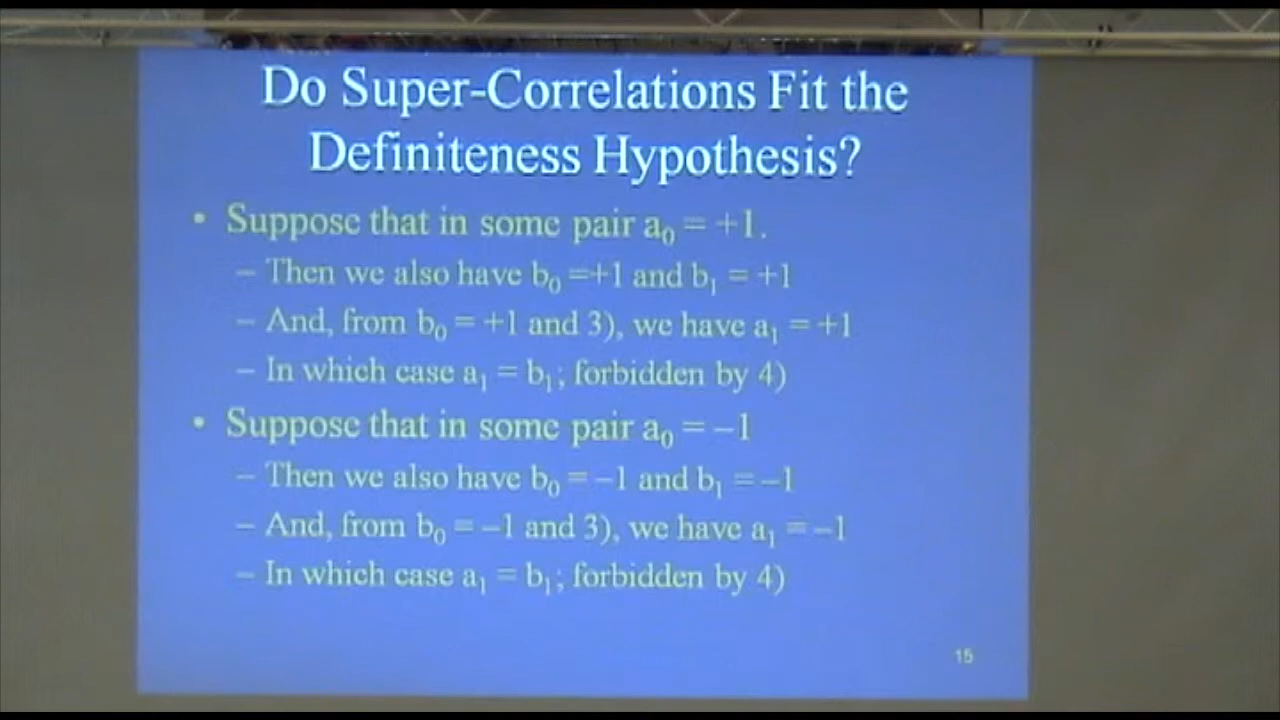 Do Super-Correlations Fit the
Definiteness Hypothesis?
• Suppose that in some pair a₀ = +1.
– Then we also have b₀ =+1 and b₁ = +1
– And, from b₀ = +1 and 3), we have a₁ = +1
– In which case a₁ = b₁; forbidden by 4)
• Suppose that in some pair a₀ = –1
– Then we also have b₀ = –1 and b₁ = –1
– And, from b₀ = –1 and 3), we have a₁ = –1
– In which case a₁ = b₁; forbidden by 4)
15